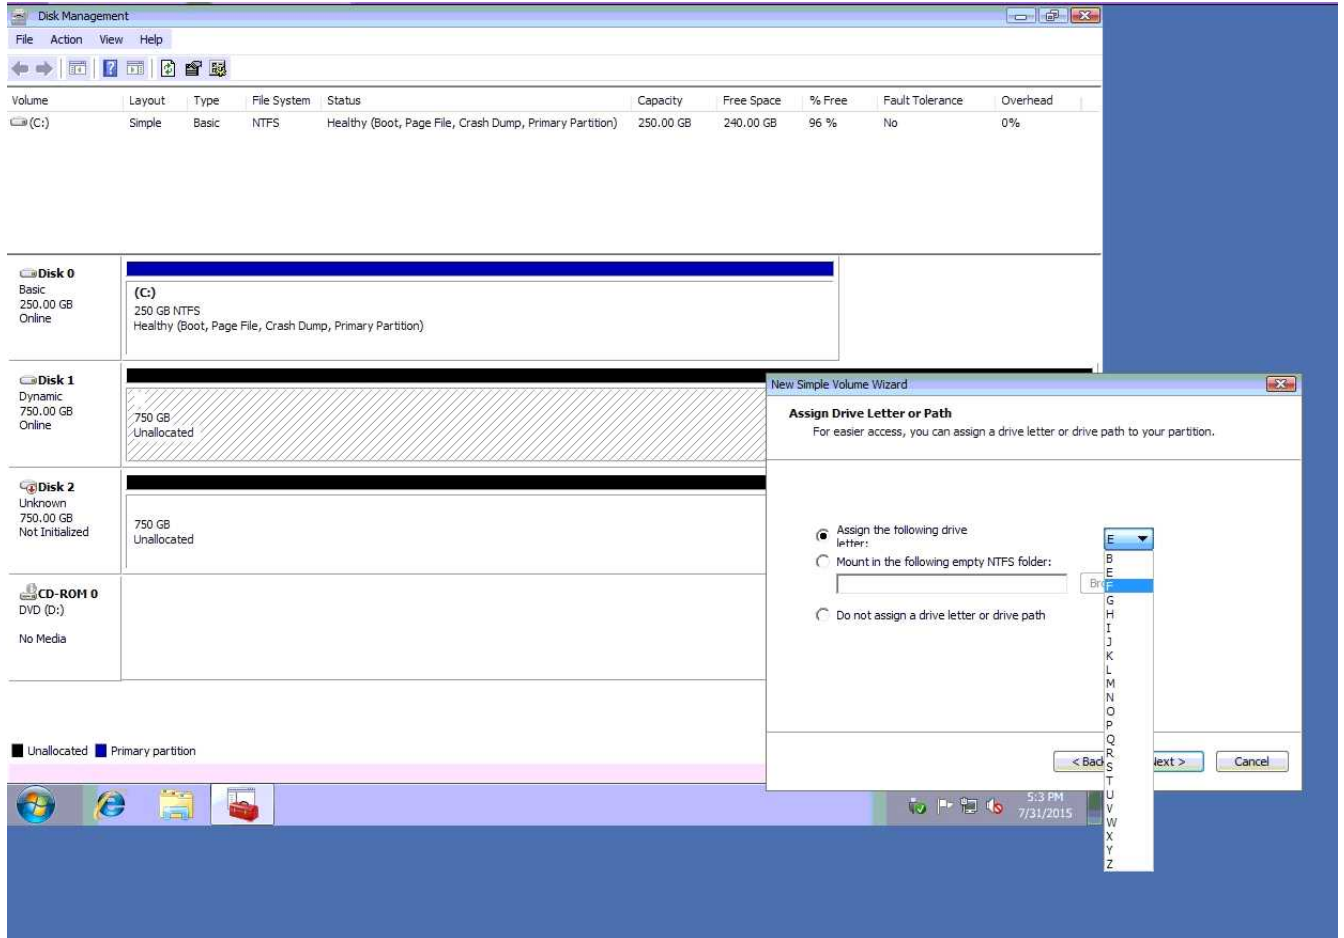 Disk Management
File Action View Help
Volume Layout Type File System Status Capacity Free Space % Free Fault Tolerance Overhead
(C:) Simple Basic NTFS Healthy (Boot, Page File, Crash Dump, Primary Partition) 250.00 GB 240.00 GB 96 % No 0%
Disk 0
Basic
250.00 GB
Online
(C:)
250 GB NTFS
Healthy (Boot, Page File, Crash Dump, Primary Partition)
Disk 1
Dynamic
750.00 GB
Online
750 GB
Unallocated
Disk 2
Unknown
750.00 GB
Not Initialized
750 GB
Unallocated
CD-ROM 0
DVD (D:)
No Media
Unallocated Primary partition
New Simple Volume Wizard
Assign Drive Letter or Path
For easier access, you can assign a drive letter or drive path to your partition.
Assign the following drive
letter:
E
Mount in the following empty NTFS folder:
Do not assign a drive letter or drive path
B
E
F
G
H
I
J
K
L
M
N
O
P
Q
R
S
T
U
V
W
X
Y
Z
< Back
Next >
Cancel
5:3 PM
7/31/2015